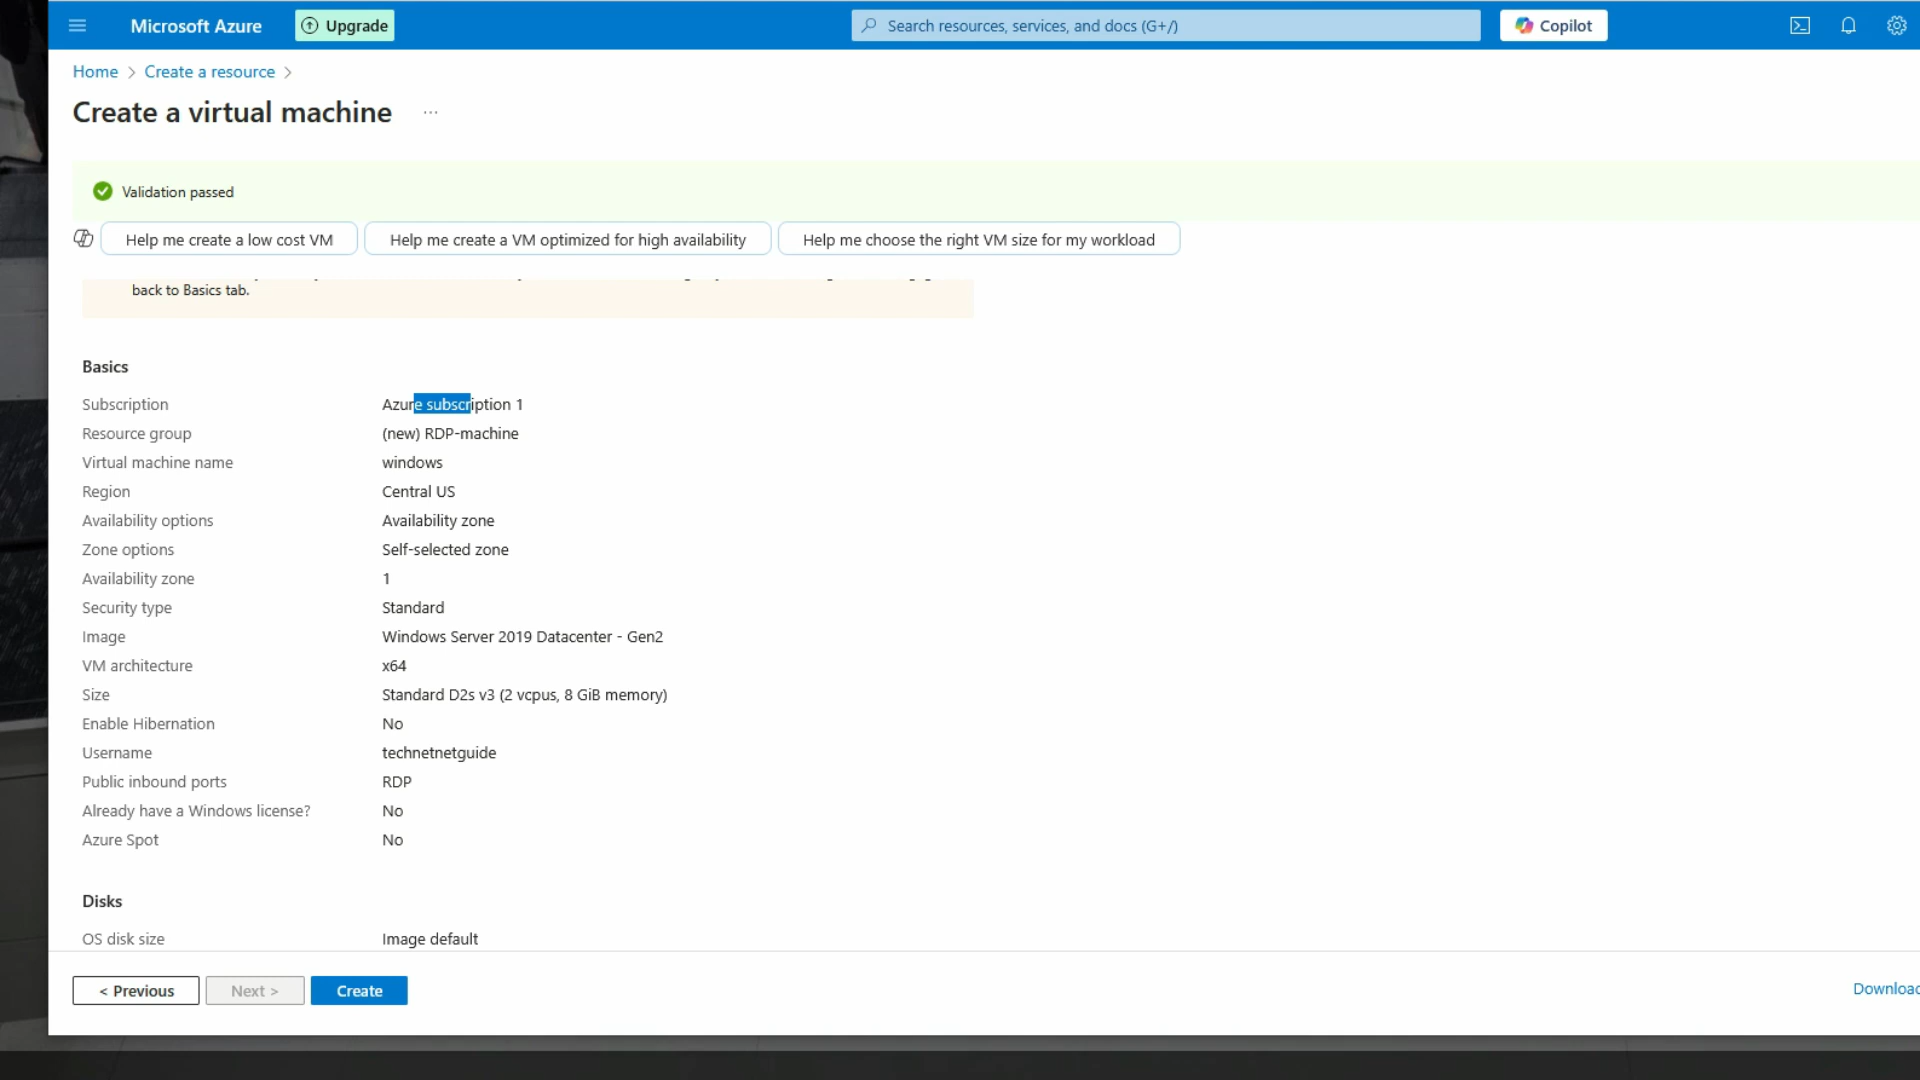 Microsoft Azure
Upgrade
Search resources, services, and docs (G+/)
Copilot
Home > Create a resource >
Create a virtual machine ...
Validation passed
Help me create a low cost VM
Help me create a VM optimized for high availability
Help me choose the right VM size for my workload
back to Basics tab.
Basics
Subscription Azure subscription 1
Resource group (new) RDP-machine
Virtual machine name windows
Region Central US
Availability options Availability zone
Zone options Self-selected zone
Availability zone 1
Security type Standard
Image Windows Server 2019 Datacenter - Gen2
VM architecture x64
Size Standard D2s v3 (2 vcpus, 8 GiB memory)
Enable Hibernation No
Username technetnetguide
Public inbound ports RDP
Already have a Windows license? No
Azure Spot No
Disks
OS disk size Image default
< Previous
Next >
Create
Downloa